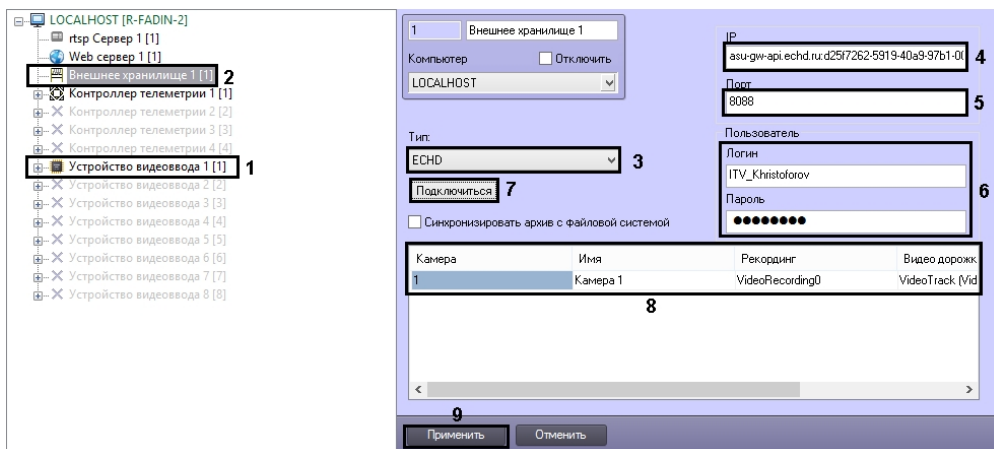 LOCALHOST [R-FADIN-2]
rtsp Сервер 1 [1]
Web сервер 1 [1]
Внешнее хранилище 1 [1] 2
Контроллер телеметрии 1 [1]
Контроллер телеметрии 2 [2]
Контроллер телеметрии 3 [3]
Контроллер телеметрии 4 [4]
Устройство видеоввода 1 [1] 1
Устройство видеоввода 2 [2]
Устройство видеоввода 3 [3]
Устройство видеоввода 4 [4]
Устройство видеоввода 5 [5]
Устройство видеоввода 6 [6]
Устройство видеоввода 7 [7]
Устройство видеоввода 8 [8]
1 Внешнее хранилище 1
Компьютер Отключить
LOCALHOST
IP
asu-gw-api.echd.ru:d25f7262-5919-40a9-97b1-0( 4
Порт
8088 5
Тип:
ECHD 3
Подключиться 7
Синхронизировать архив с файловой системой
Пользователь
Логин
ITV_Khristoforov
6
Пароль
●●●●●●●●
Камера Имя Рекординг Видео дорожк
1 Камера 1 VideoRecording0 VideoTrack (Vid
8
9
Применить Отменить